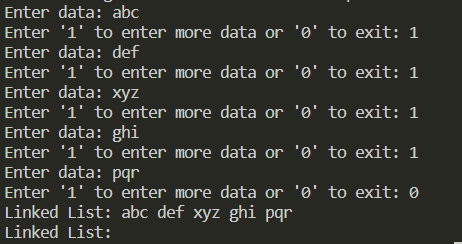 Enter data: abc
Enter '1' to enter more data or '0' to exit: 1
Enter data: def
Enter '1' to enter more data or '0' to exit: 1
Enter data: xyz
Enter '1' to enter more data or '0' to exit: 1
Enter data: ghi
Enter '1' to enter more data or '0' to exit: 1
Enter data: pqr
Enter '1' to enter more data or '0' to exit: 0
Linked List: abc def xyz ghi pqr
Linked List: